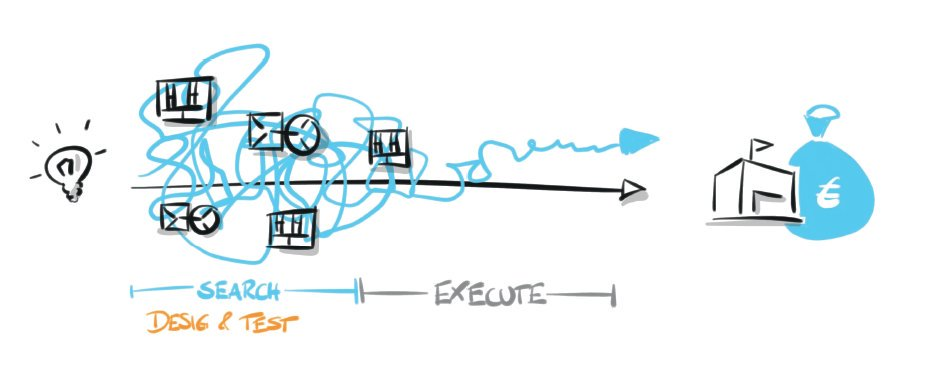 SEARCH EXECUTE
DESIG & TEST
€